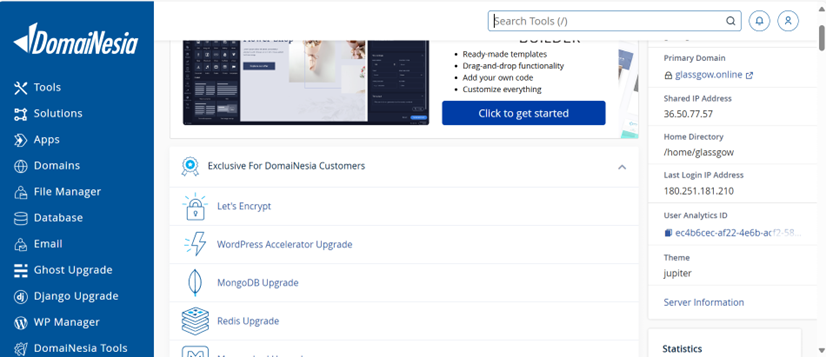 DomaiNesia
Search Tools (/)
Tools
Solutions
Apps
Domains
File Manager
Database
Email
Ghost Upgrade
Django Upgrade
WP Manager
DomaiNesia Tools
BUILDER
Ready-made templates
Drag-and-drop functionality
Add your own code
Customize everything
Click to get started
Exclusive For DomaiNesia Customers
Let's Encrypt
WordPress Accelerator Upgrade
MongoDB Upgrade
Redis Upgrade
Primary Domain
glassgow.online
Shared IP Address
36.50.77.57
Home Directory
/home/glassgow
Last Login IP Address
180.251.181.210
User Analytics ID
ec4b6cec-af22-4e6b-acf2-58...
Theme
jupiter
Server Information
Statistics